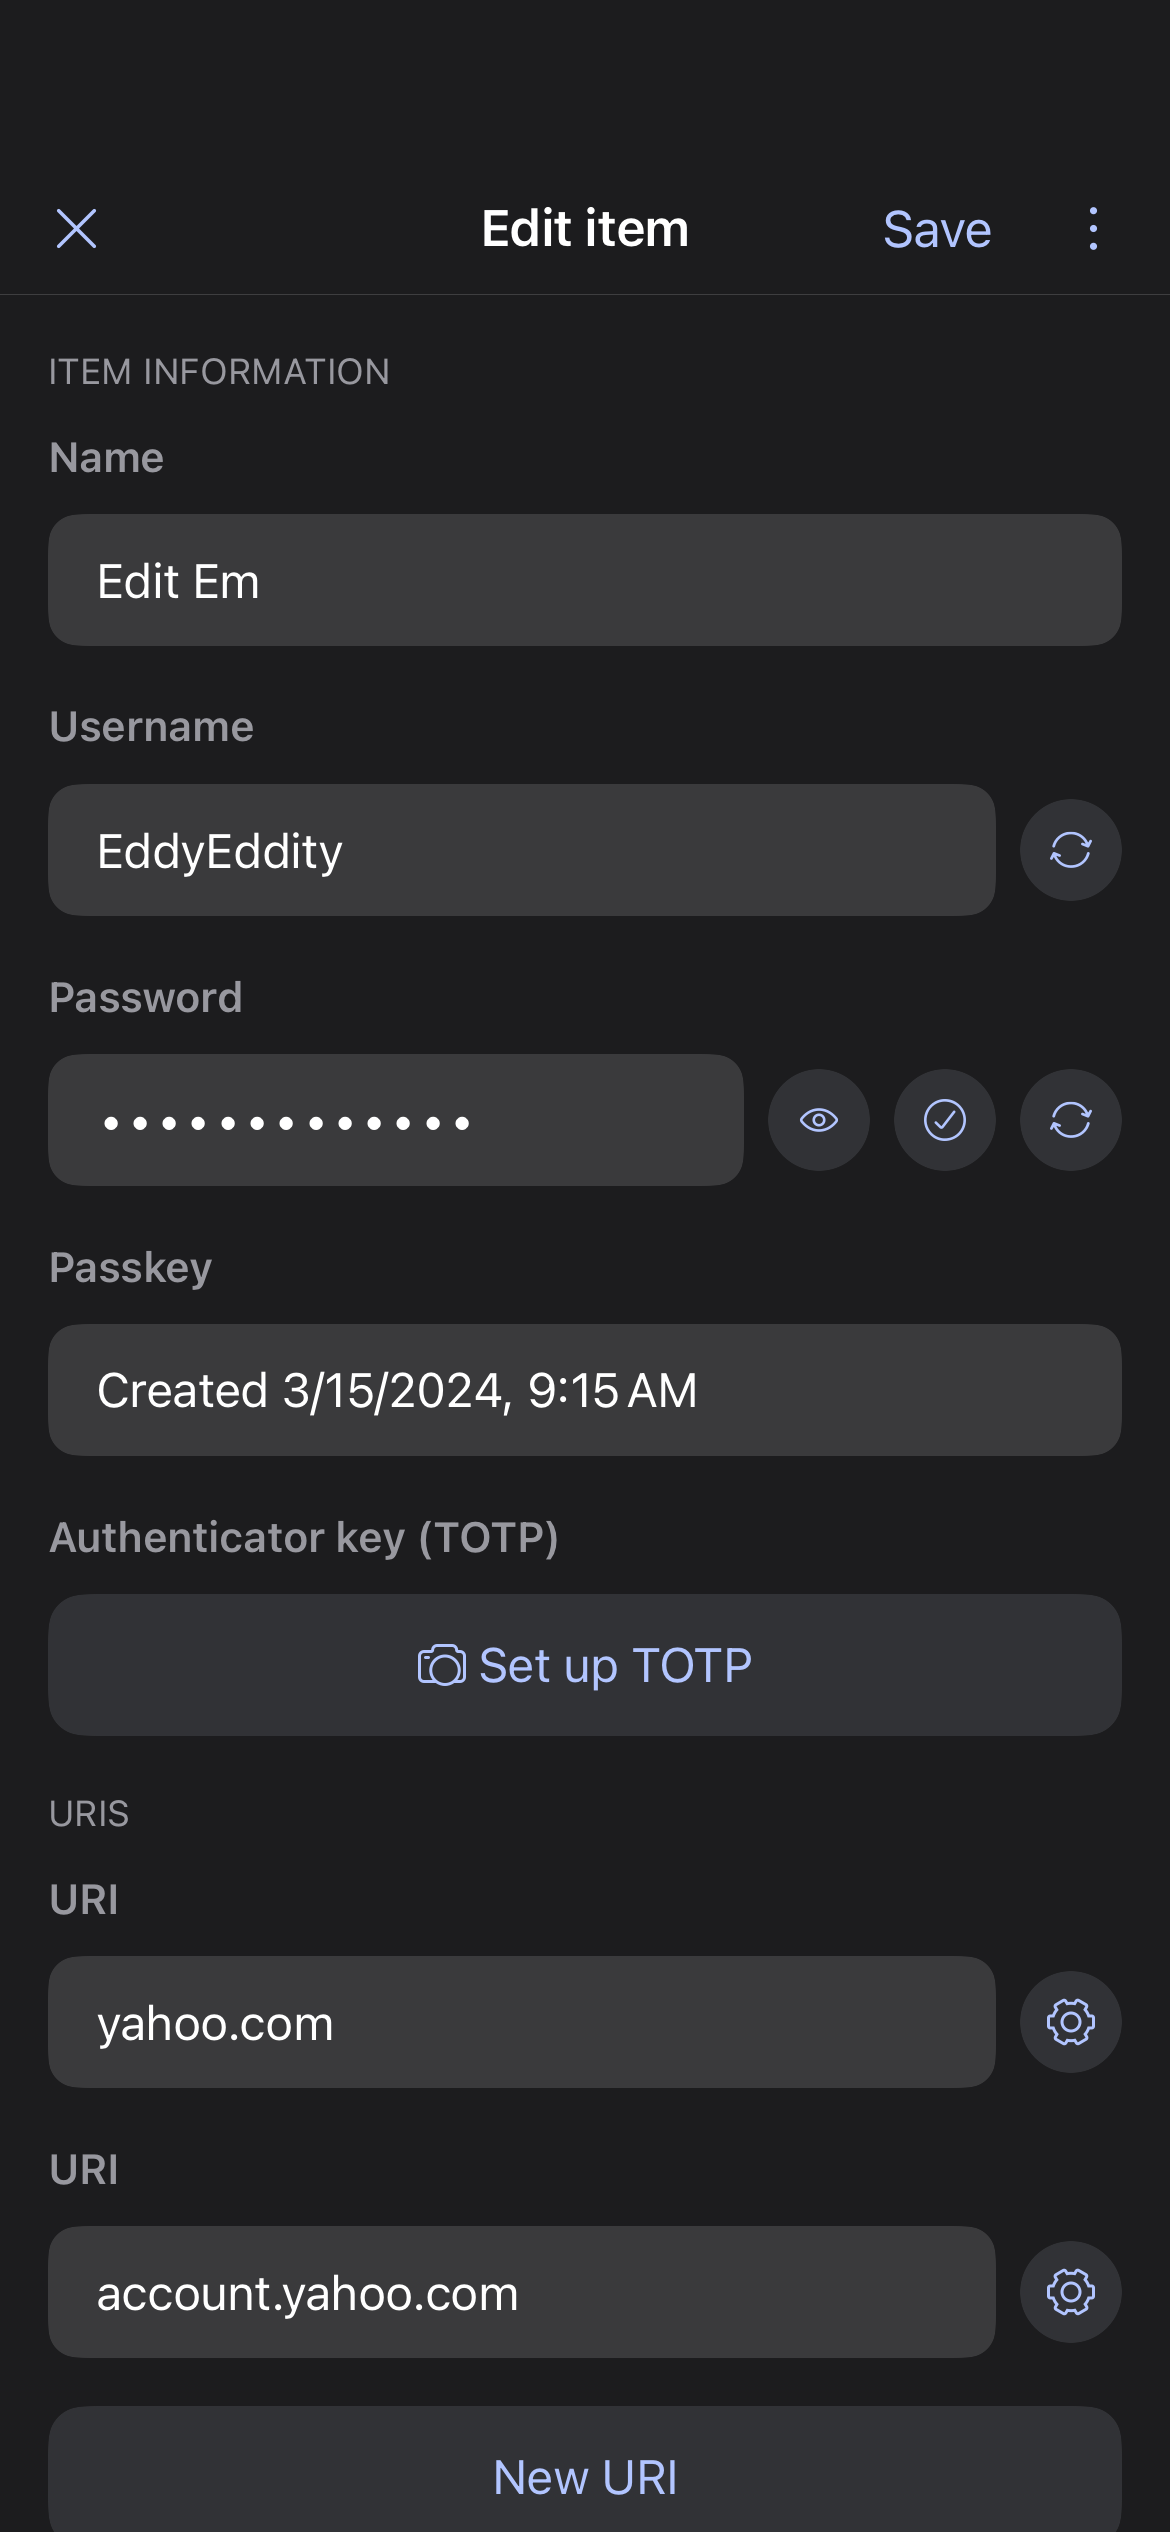 Edit item
Save
ITEM INFORMATION
Name
Edit Em
Username
EddyEddity
Password
•••••••••••••
Passkey
Created 3/15/2024, 9:15 AM
Authenticator key (TOTP)
Set up TOTP
URIS
URI
yahoo.com
URI
account.yahoo.com
New URI